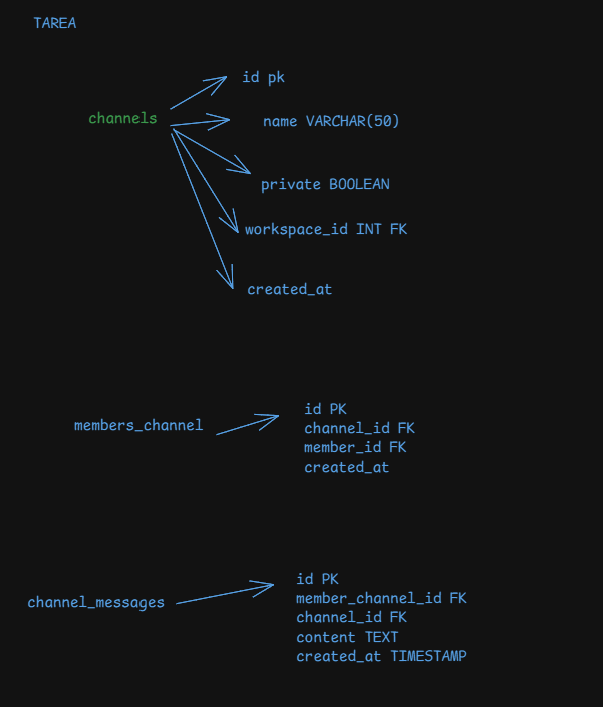 TAREA
id pk
channels
name VARCHAR(50)
private BOOLEAN
workspace_id INT FK
created_at
members_channel
id PK
channel_id FK
member_id FK
created_at
channel_messages
id PK
member_channel_id FK
channel_id FK
content TEXT
created_at TIMESTAMP